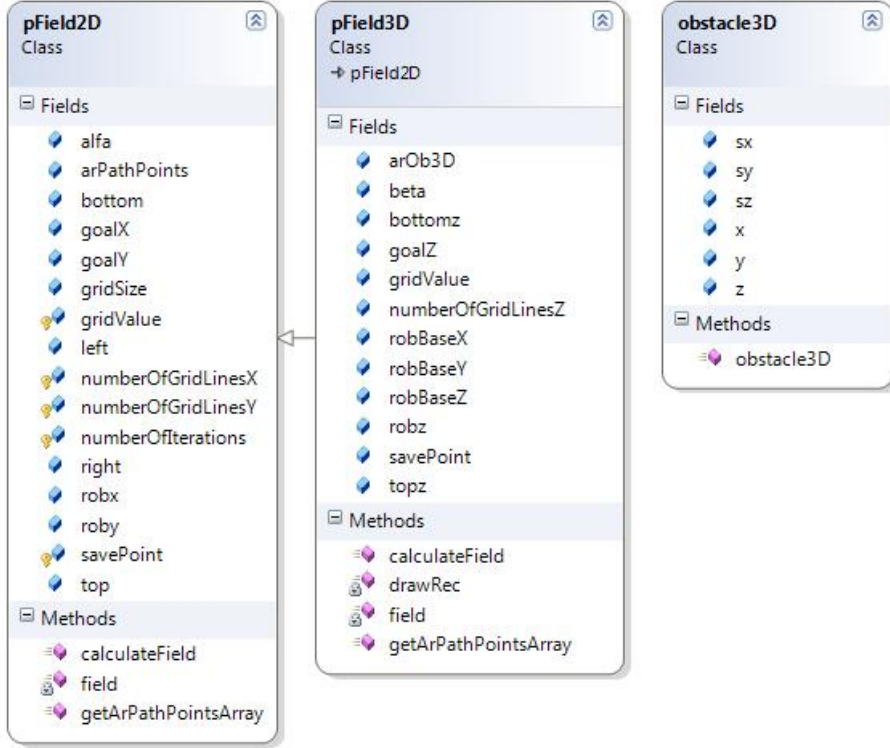 pField2D
Class
Fields
alfa
arPathPoints
bottom
goalX
goalY
gridSize
gridValue
left
numberOfGridLinesX
numberOfGridLinesY
numberOfIterations
right
robx
roby
savePoint
top
Methods
calculateField
field
getArPathPointsArray
pField3D
Class
pField2D
Fields
arOb3D
beta
bottomz
goalZ
gridValue
numberOfGridLinesZ
robBaseX
robBaseY
robBaseZ
robz
savePoint
topz
Methods
calculateField
drawRec
field
getArPathPointsArray
obstacle3D
Class
Fields
sx
sy
sz
x
y
z
Methods
obstacle3D